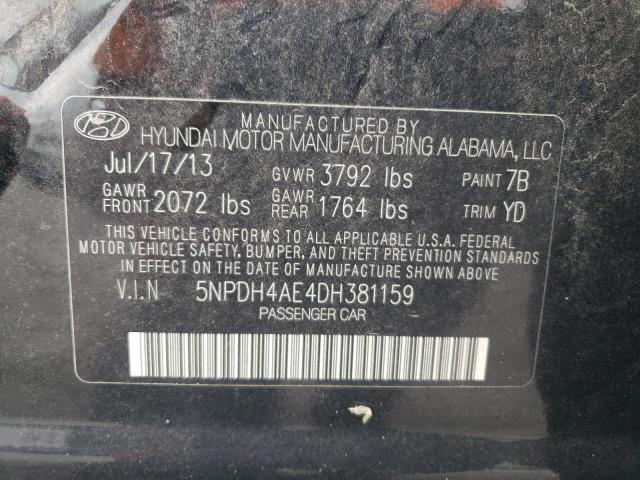 MANUFACTURED BY
HYUNDAI MOTOR MANUFACTURING ALABAMA, LLC
Jul/17/13 GVWR 3792 lbs PAINT 7B
GAWR FRONT 2072 lbs GAWR REAR 1764 lbs TRIM YD
THIS VEHICLE CONFORMS TO ALL APPLICABLE U.S.A. FEDERAL
MOTOR VEHICLE SAFETY, BUMPER, AND THEFT PREVENTION STANDARDS
IN EFFECT ON THE DATE OF MANUFACTURE SHOWN ABOVE
V.I.N 5NPDH4AE4DH381159
PASSENGER CAR